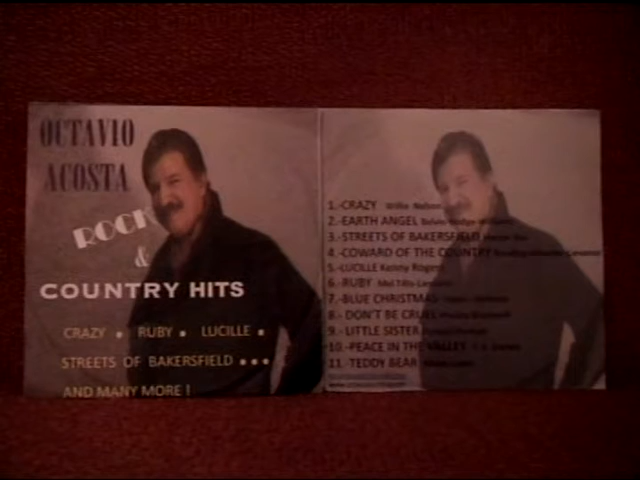 OCTAVIO
ACOSTA
ROCK
&
COUNTRY HITS
CRAZY • RUBY • LUCILLE •
STREETS OF BAKERSFIELD •••
AND MANY MORE !
1.-CRAZY Willie Nelson
2.-EARTH ANGEL
3.-STREETS OF BAKERSFIELD
4.-COWARD OF THE COUNTRY
5.-LUCILLE Kenny Rogers
6.-RUBY Mel Tillis
7.-BLUE CHRISTMAS
8.- DON'T BE CRUEL
9.- LITTLE SISTER
10.-PEACE IN THE VALLEY
11.-TEDDY BEAR